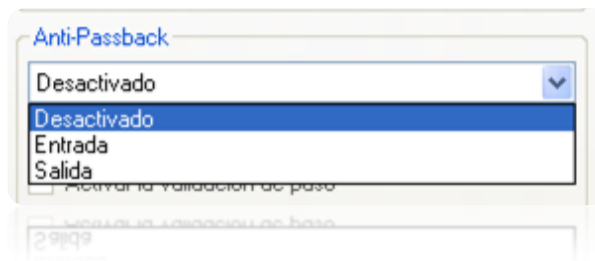 Anti-Passback
Desactivado
Desactivado
Entrada
Salida
Activar la validación de paso